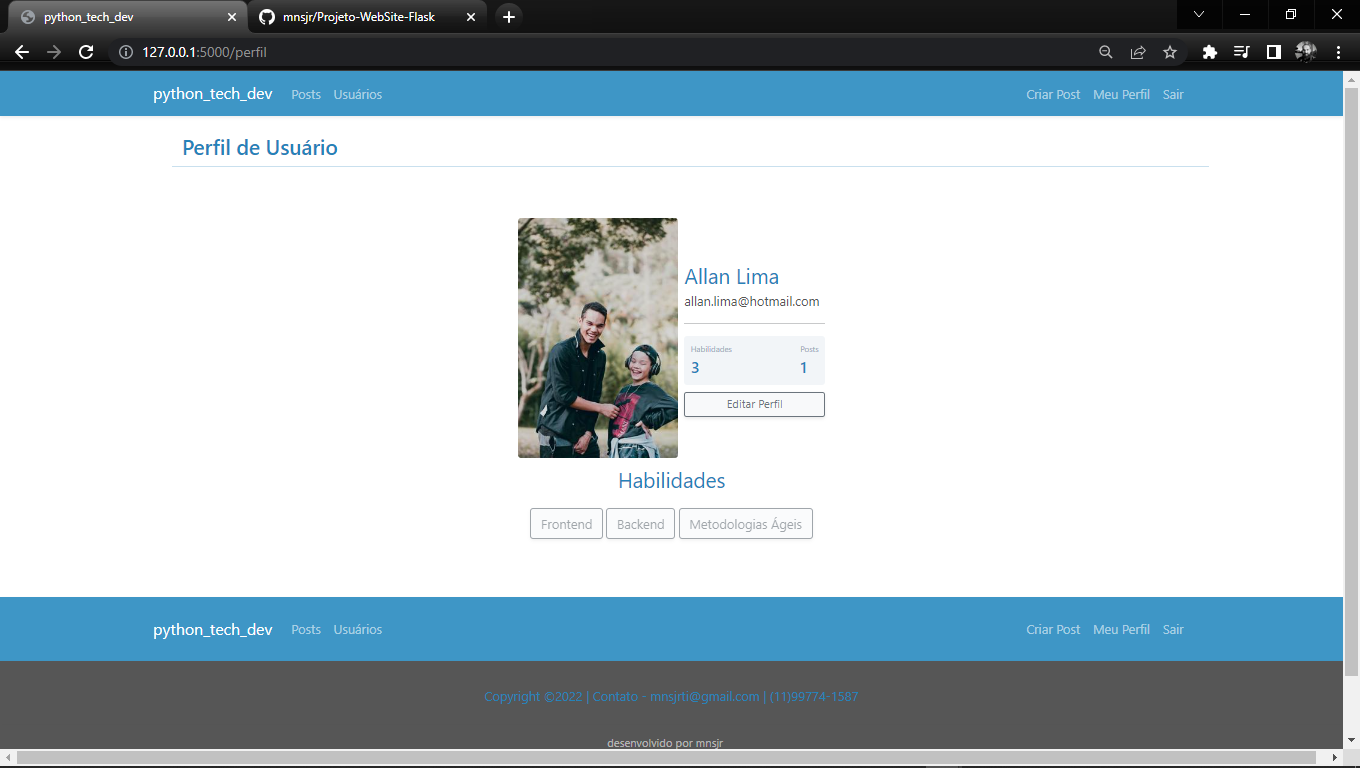 python_tech_dev
mnsjr/Projeto-WebSite-Flask
127.0.0.1:5000/perfil
python_tech_dev Posts Usuários Criar Post Meu Perfil Sair
Perfil de Usuário
Allan Lima
allan.lima@hotmail.com
Habilidades Posts
3 1
Editar Perfil
Habilidades
Frontend Backend Metodologias Ágeis
python_tech_dev Posts Usuários Criar Post Meu Perfil Sair
Copyright ©2022 | Contato - mnsjrti@gmail.com | (11)99774-1587
desenvolvido por mnsjr